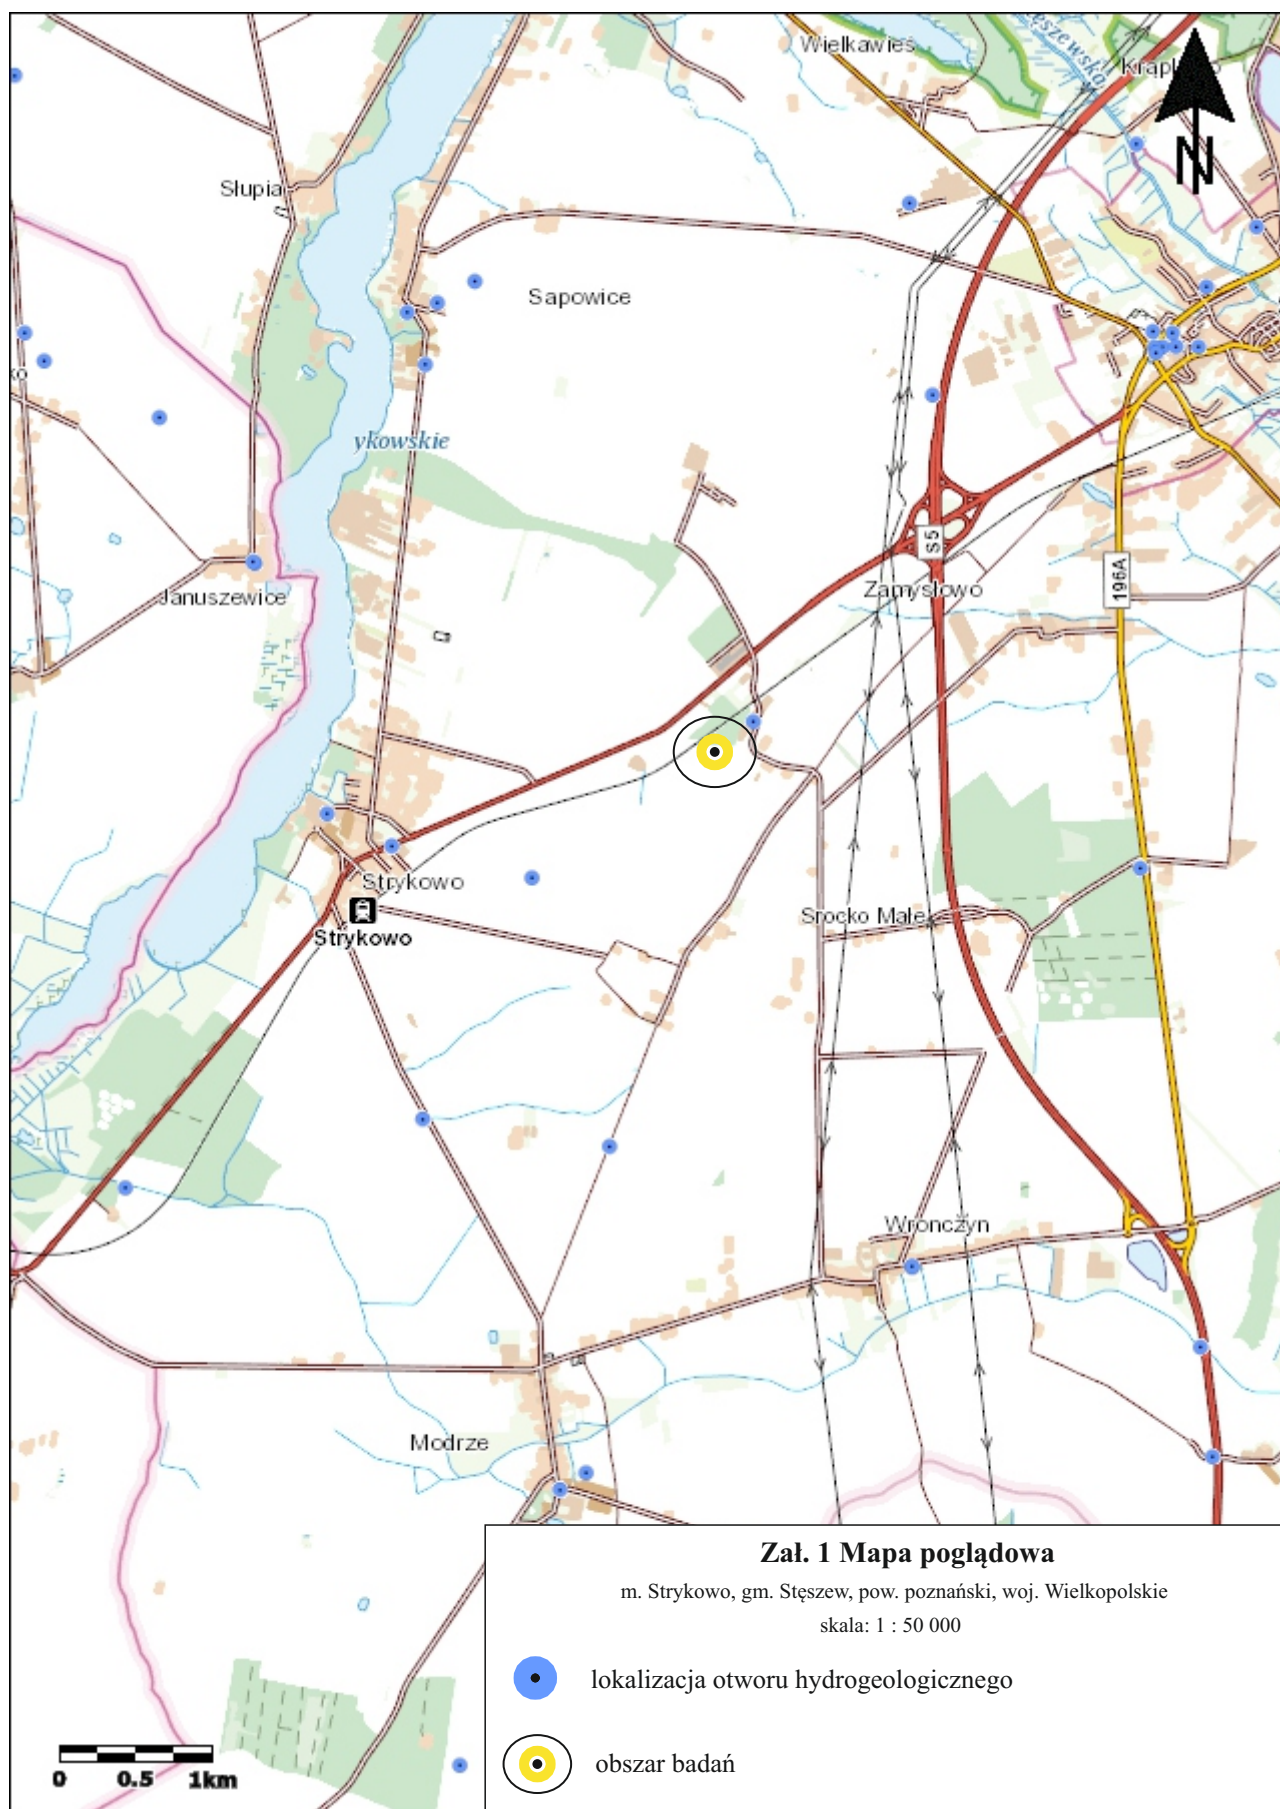 Wielkawieś
N
Słupia
Sapowice
ykowskie
S5
Zamysłowo
196A
Januszewice
Strykowo
Strykowo
Srocko Małe
Wronczyn
Modrze
Zał. 1 Mapa poglądowa
m. Strykowo, gm. Stęszew, pow. poznański, woj. Wielkopolskie
skala: 1 : 50 000
lokalizacja otworu hydrogeologicznego
obszar badań
0 0.5 1km